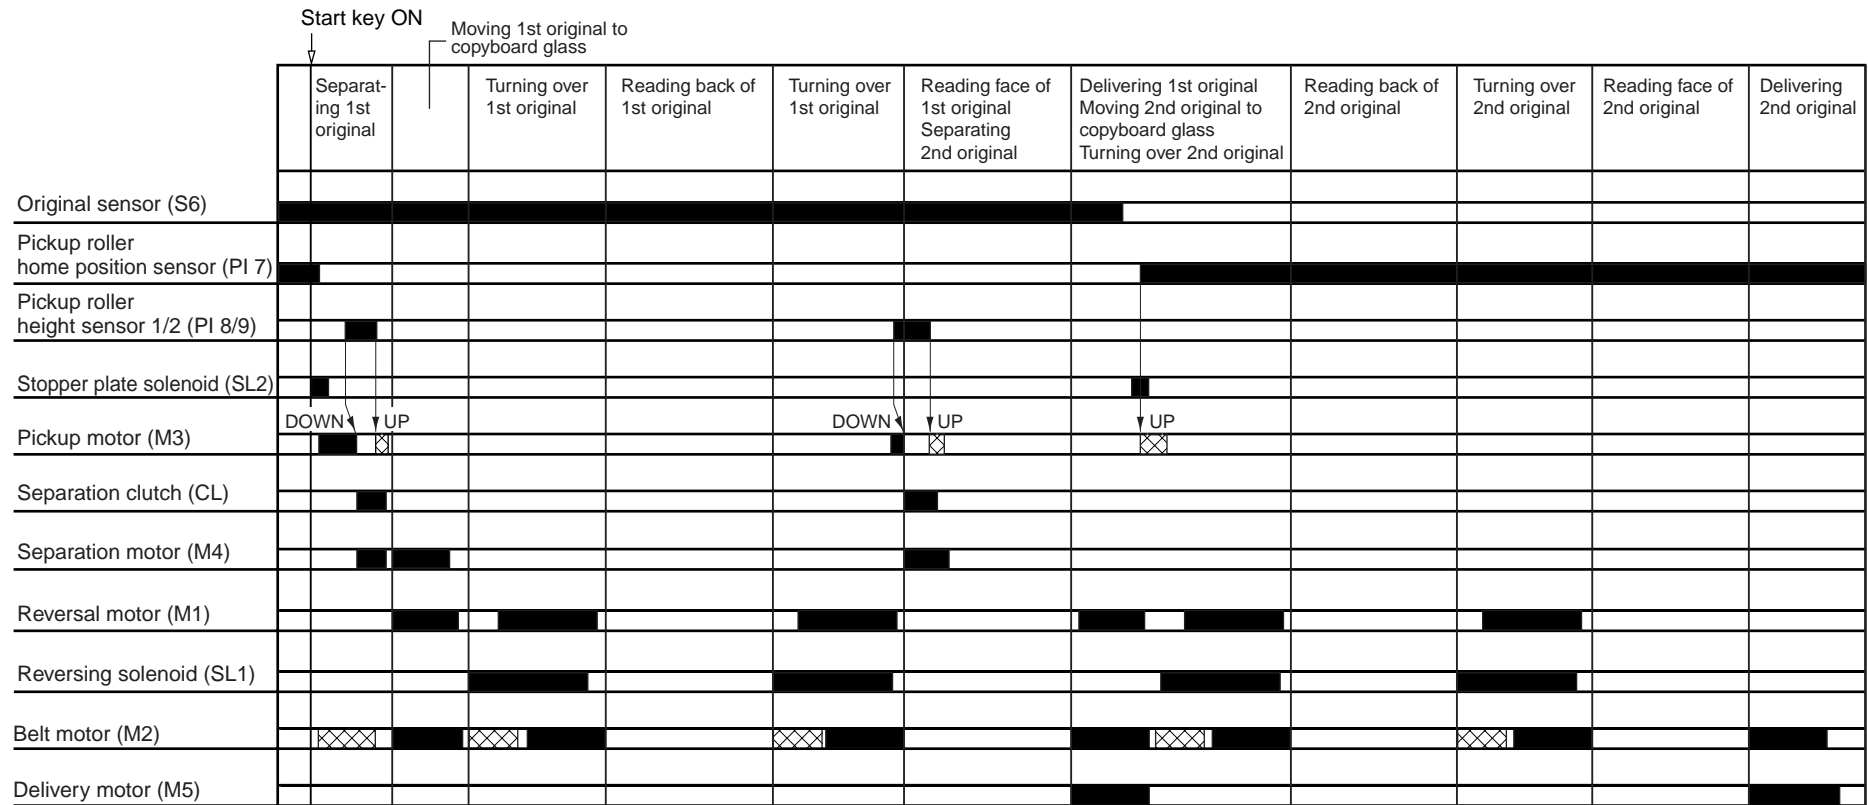 Start key ON
Moving 1st original to
copyboard glass
Separat-
ing 1st
original
Turning over
1st original
Reading back of
1st original
Turning over
1st original
Reading face of
1st original
Separating
2nd original
Delivering 1st original
Moving 2nd original to
copyboard glass
Turning over 2nd original
Reading back of
2nd original
Turning over
2nd original
Reading face of
2nd original
Delivering
2nd original
Original sensor (S6)
Pickup roller
home position sensor (PI 7)
Pickup roller
height sensor 1/2 (PI 8/9)
Stopper plate solenoid (SL2)
DOWN UP DOWN UP UP
Pickup motor (M3)
Separation clutch (CL)
Separation motor (M4)
Reversal motor (M1)
Reversing solenoid (SL1)
Belt motor (M2)
Delivery motor (M5)